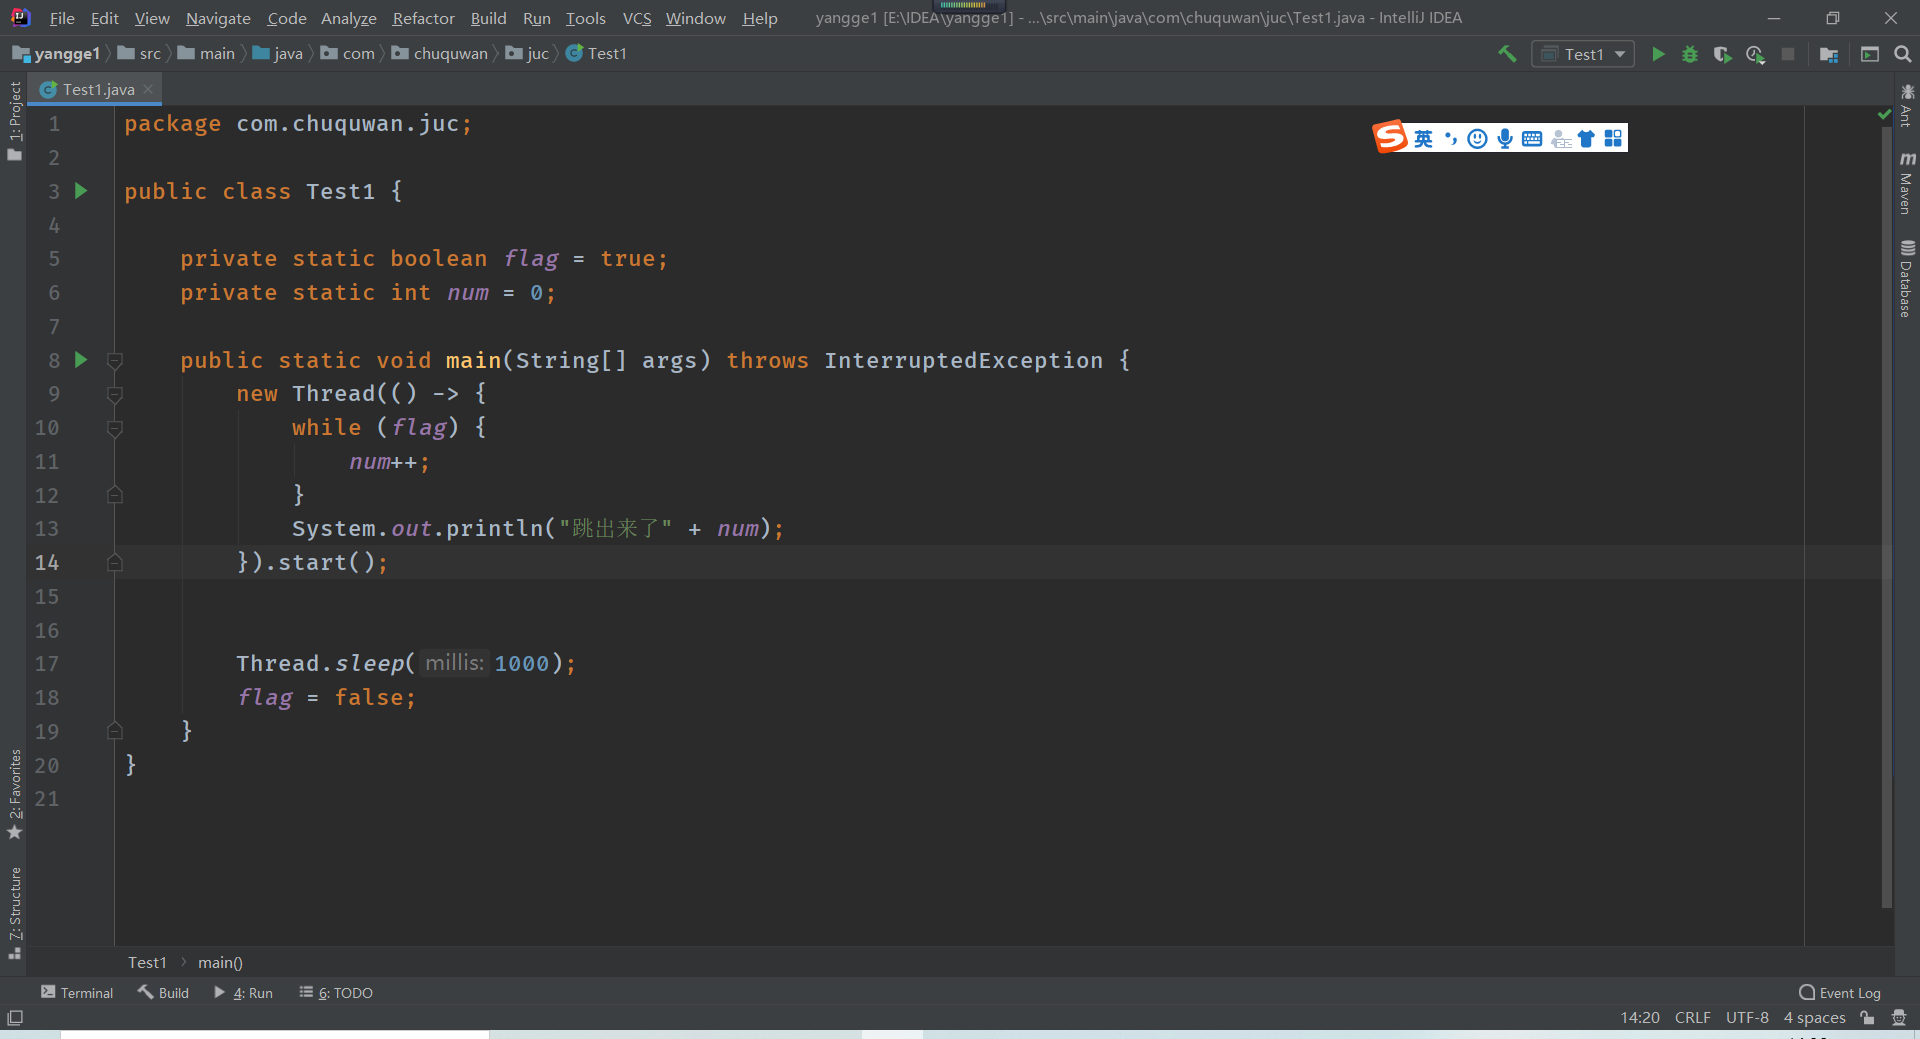 File Edit View Navigate Code Analyze Refactor Build Run Tools VCS Window Help yangge1 [E:\IDEA\yangge1] - ...\src\main\java\com\chuquwan\juc\Test1.java - IntelliJ IDEA
yangge1 src main java com chuquwan juc Test1 Test1
1: Project
Test1.java
英
Ant
Maven
Database
1 package com.chuquwan.juc;
2
3 public class Test1 {
4
5 private static boolean flag = true;
6 private static int num = 0;
7
8 public static void main(String[] args) throws InterruptedException {
9 new Thread(() -> {
10 while (flag) {
11 num++;
12 }
13 System.out.println("跳出来了" + num);
14 }).start();
15
16
17 Thread.sleep( millis: 1000);
18 flag = false;
19 }
20 }
21
2: Favorites
7: Structure
Test1 main()
Terminal Build 4: Run 6: TODO Event Log
14:20 CRLF UTF-8 4 spaces